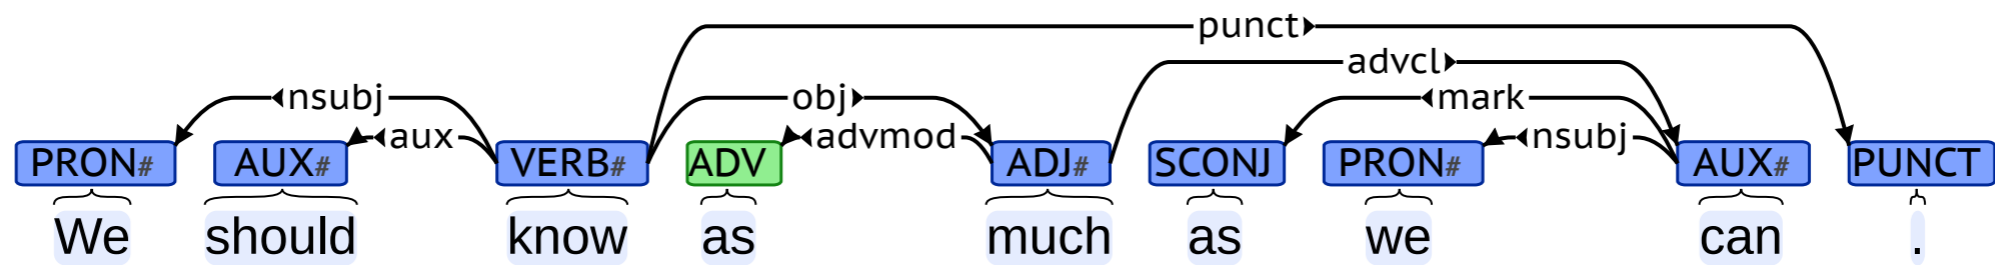 punct
advcl
nsubj obj mark
aux advmod nsubj
PRON# AUX# VERB# ADV ADJ# SCONJ PRON# AUX# PUNCT
We should know as much as we can .